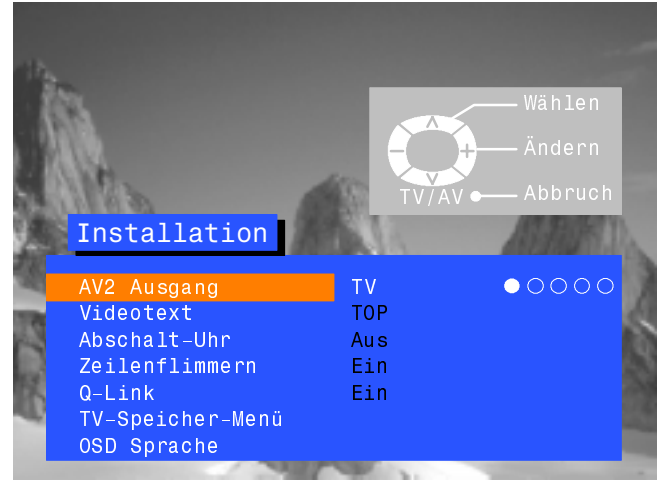 Wählen
Ändern
TV/AV Abbruch
Installation
AV2 Ausgang TV
Videotext TOP
Abschalt-Uhr Aus
Zeilenflimmern Ein
Q-Link Ein
TV-Speicher-Menü
OSD Sprache